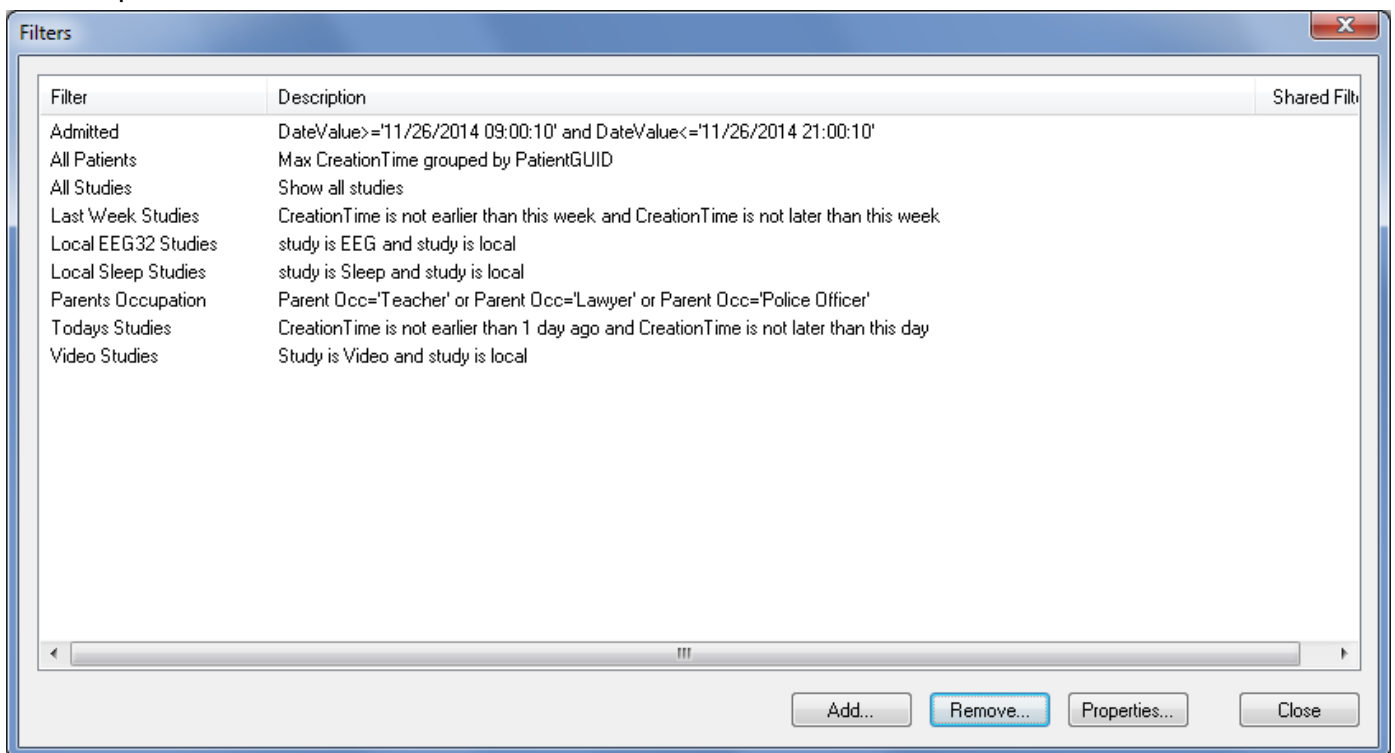 Filters
Filter Description Shared Filt
Admitted DateValue>='11/26/2014 09:00:10' and DateValue<='11/26/2014 21:00:10'
All Patients Max CreationTime grouped by PatientGUID
All Studies Show all studies
Last Week Studies CreationTime is not earlier than this week and CreationTime is not later than this week
Local EEG32 Studies study is EEG and study is local
Local Sleep Studies study is Sleep and study is local
Parents Occupation Parent Occ='Teacher' or Parent Occ='Lawyer' or Parent Occ='Police Officer'
Todays Studies CreationTime is not earlier than 1 day ago and CreationTime is not later than this day
Video Studies Study is Video and study is local
Add... Remove... Properties... Close